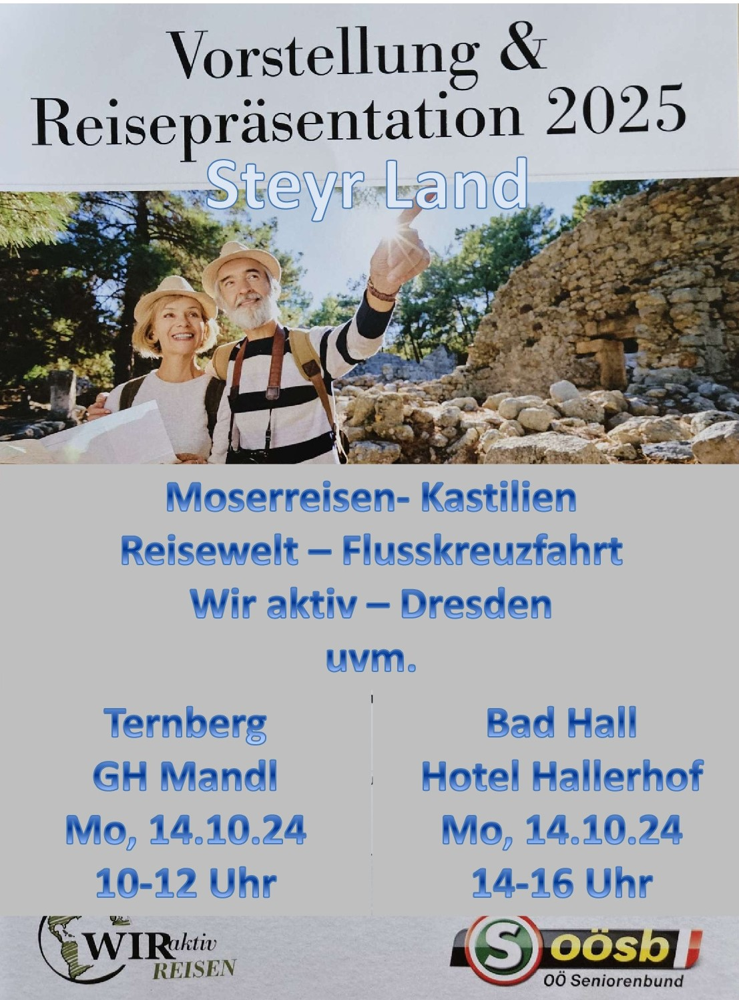 Vorstellung &
Reisepräsentation 2025
Steyr Land
Moserreisen- Kastilien
Reisewelt – Flusskreuzfahrt
Wir aktiv – Dresden
uvm.
Ternberg
GH Mandl
Mo, 14.10.24
10-12 Uhr
Bad Hall
Hotel Hallerhof
Mo, 14.10.24
14-16 Uhr
WIRaktiv
REISEN
S oösb
OÖ Seniorenbund